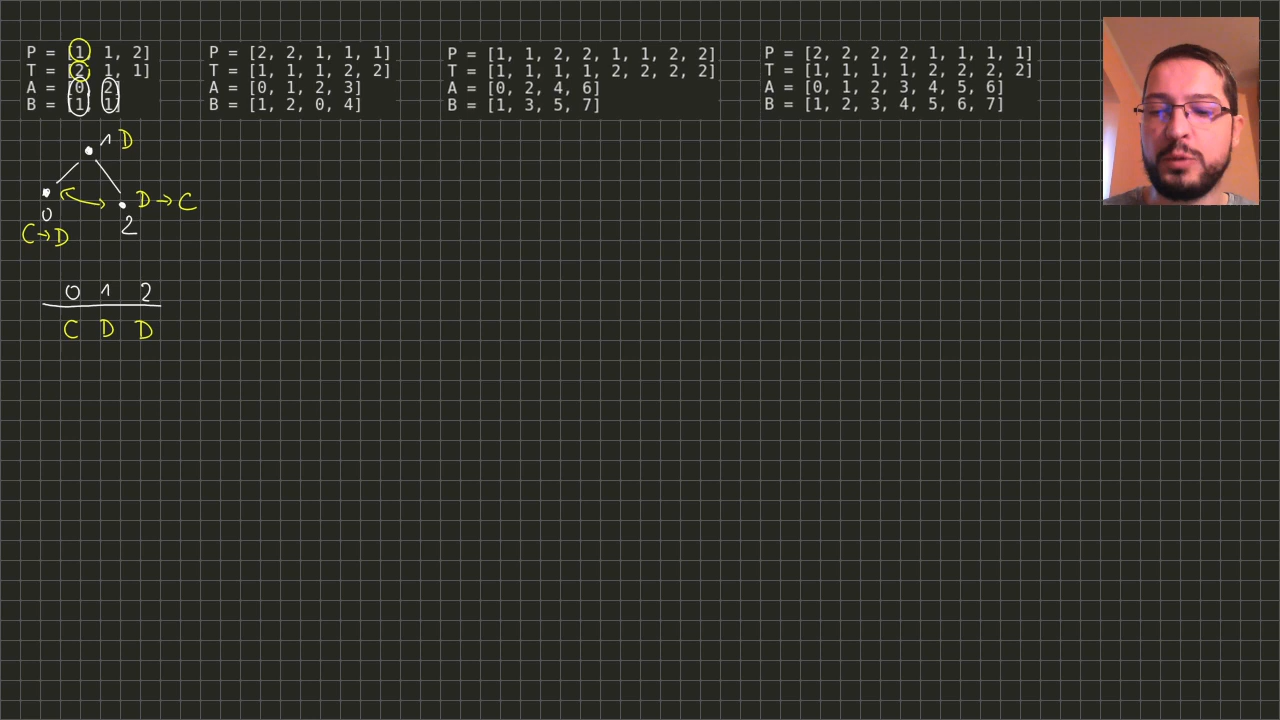 P = [1, 1, 2]
T = [2, 1, 1]
A = [0, 2]
B = [1, 1]
P = [2, 2, 1, 1, 1]
T = [1, 1, 1, 2, 2]
A = [0, 1, 2, 3]
B = [1, 2, 0, 4]
P = [1, 1, 2, 2, 1, 1, 2, 2]
T = [1, 1, 1, 1, 2, 2, 2, 2]
A = [0, 2, 4, 6]
B = [1, 3, 5, 7]
P = [2, 2, 2, 2, 1, 1, 1, 1]
T = [1, 1, 1, 1, 2, 2, 2, 2]
A = [0, 1, 2, 3, 4, 5, 6]
B = [1, 2, 3, 4, 5, 6, 7]
1 D
D → C
0
2
C → D
0 1 2
C D D